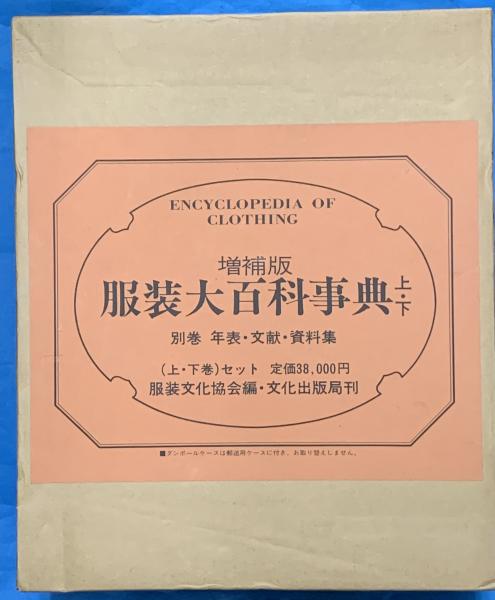 ENCYCLOPEDIA OF
CLOTHING
増補版
服装大百科事典 上・下
別巻 年表・文献・資料集
(上・下巻)セット 定価38,000円
服装文化協会編・文化出版局刊
■ダンボールケースは郵送用ケースに付き、お取り替えしません。